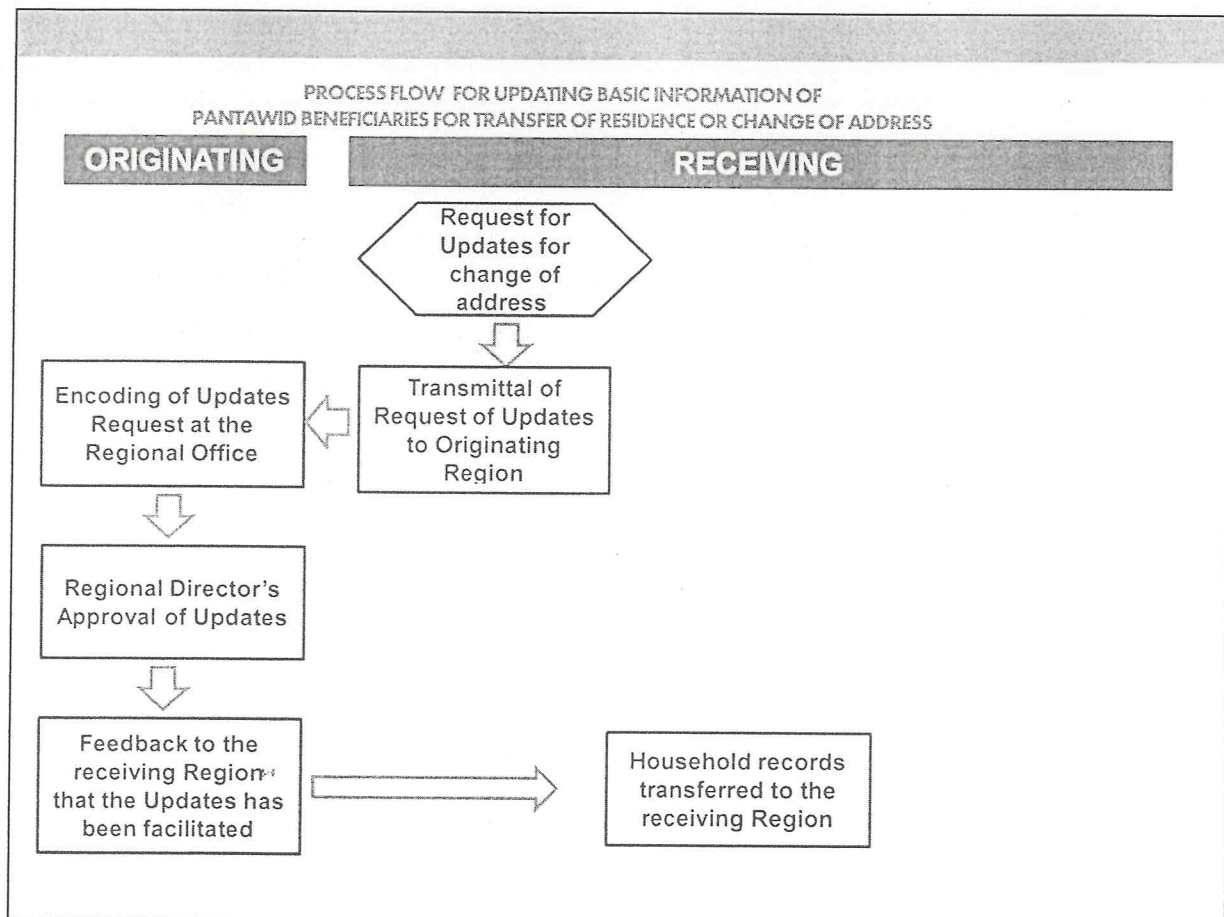 PROCESS FLOW FOR UPDATING BASIC INFORMATION OF
PANTAWID BENEFICIARIES FOR TRANSFER OF RESIDENCE OR CHANGE OF ADDRESS
ORIGINATING
RECEIVING
Request for
Updates for
change of
address
Transmittal of
Request of Updates
to Originating
Region
Encoding of Updates
Request at the
Regional Office
Regional Director's
Approval of Updates
Feedback to the
receiving Region
that the Updates has
been facilitated
Household records
transferred to the
receiving Region